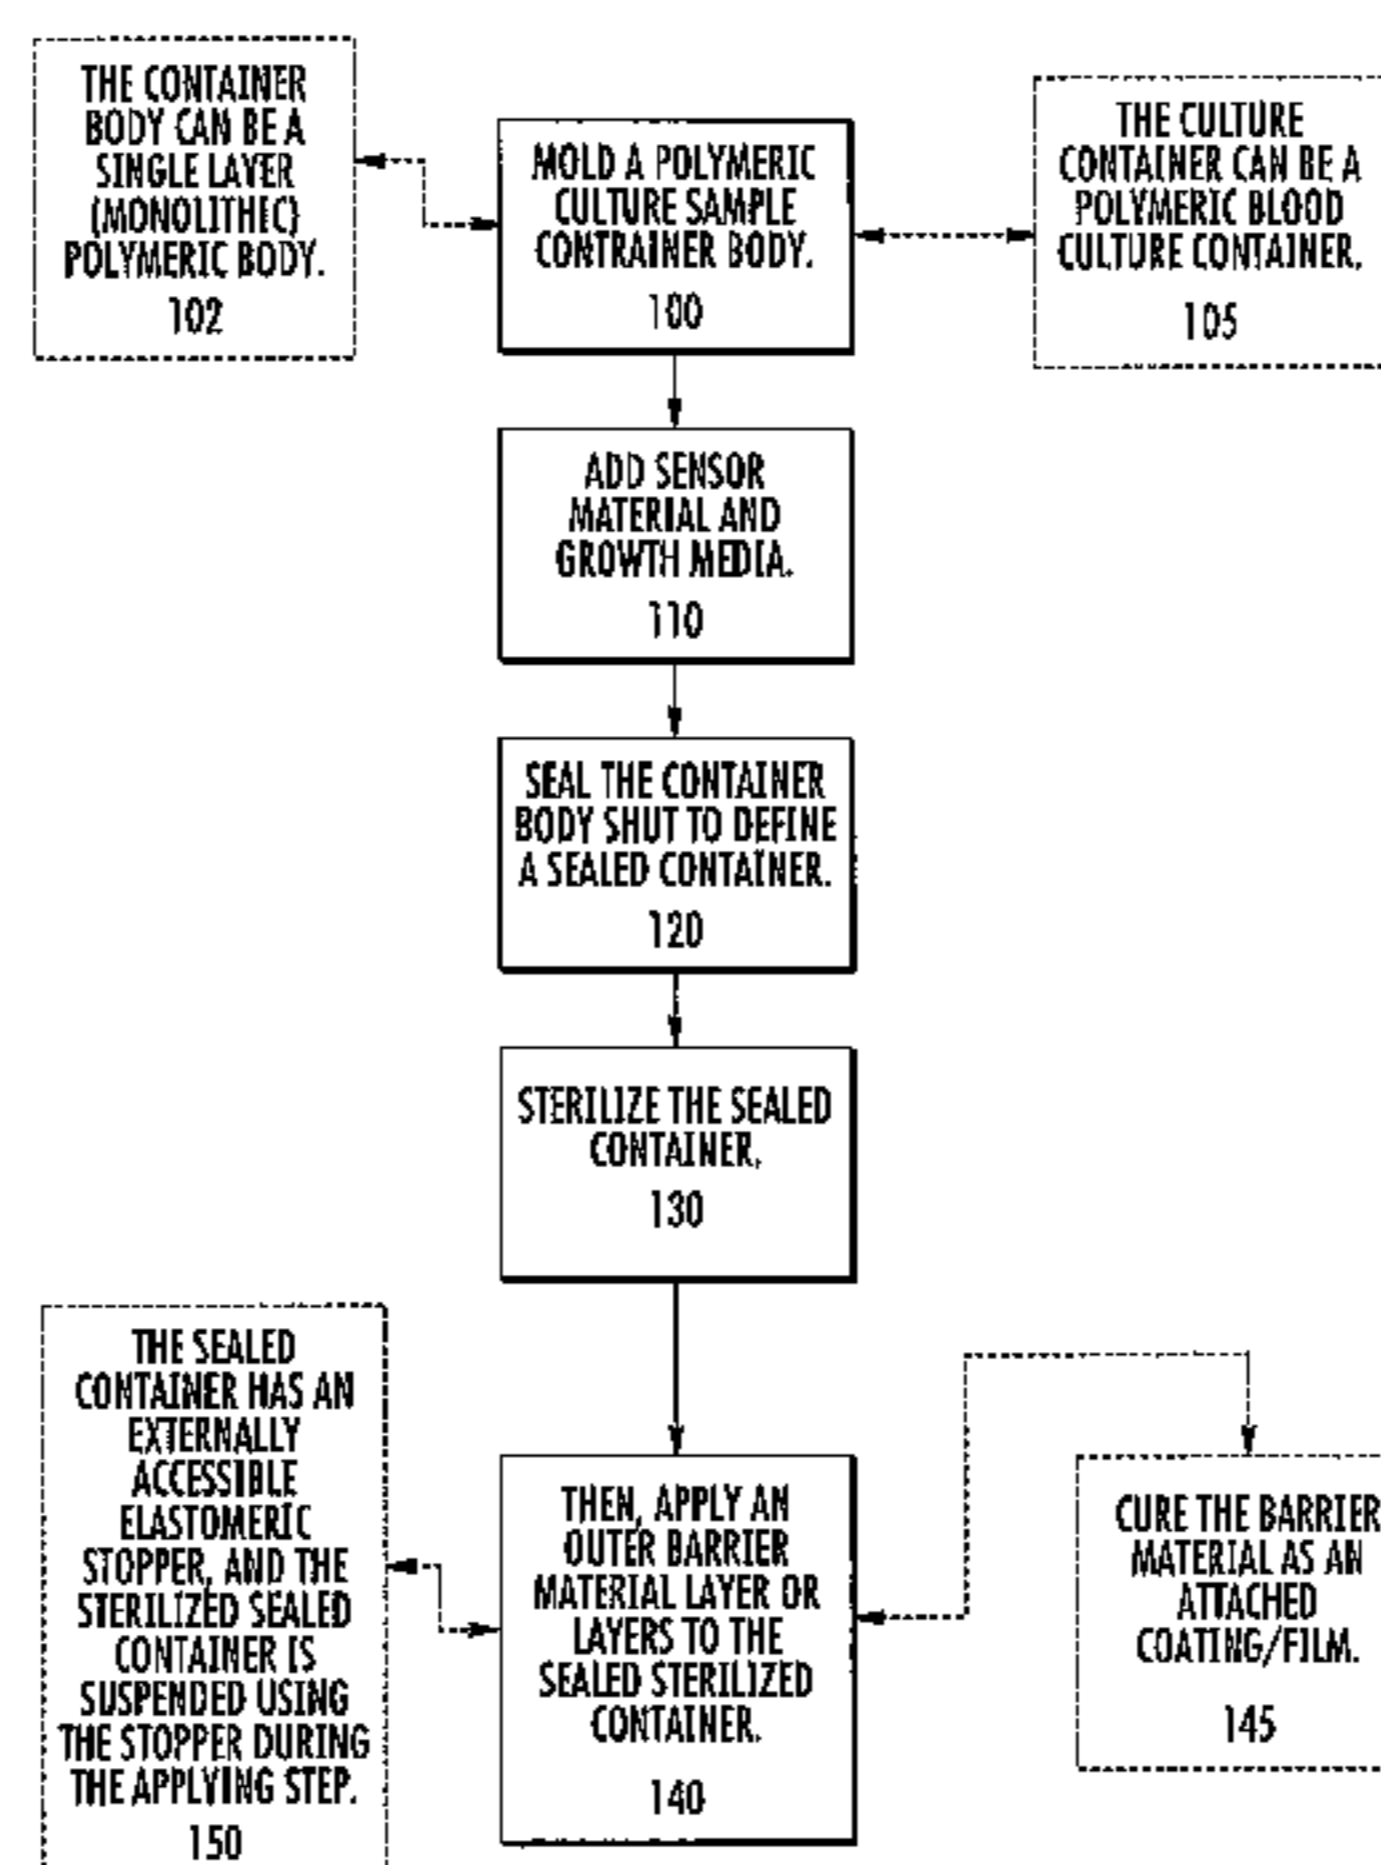 THE CONTAINER
BODY CAN BE A
SINGLE LAYER
(MONOLITHIC)
POLYMERIC BODY.
102
MOLD A POLYMERIC
CULTURE SAMPLE
CONTRAINER BODY.
100
THE CULTURE
CONTAINER CAN BE A
POLYMERIC BLOOD
CULTURE CONTAINER.
105
ADD SENSOR
MATERIAL AND
GROWTH MEDIA.
110
SEAL THE CONTAINER
BODY SHUT TO DEFINE
A SEALED CONTAINER.
120
STERILIZE THE SEALED
CONTAINER.
130
THE SEALED
CONTAINER HAS AN
EXTERNALLY
ACCESSIBLE
ELASTOMERIC
STOPPER, AND THE
STERILIZED SEALED
CONTAINER IS
SUSPENDED USING
THE STOPPER DURING
THE APPLYING STEP.
150
THEN, APPLY AN
OUTER BARRIER
MATERIAL LAYER OR
LAYERS TO THE
SEALED STERILIZED
CONTAINER.
140
CURE THE BARRIER
MATERIAL AS AN
ATTACHED
COATING/FILM.
145